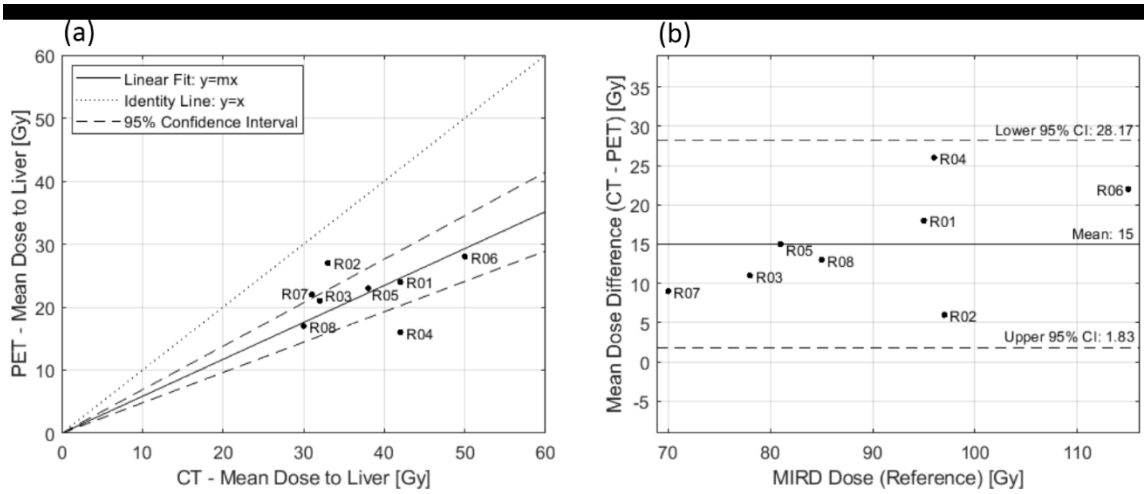 (a)
60
50
40
30
20
10
0
PET - Mean Dose to Liver [Gy]
Linear Fit: y=mx
Identity Line: y=x
95% Confidence Interval
R02
R07
R03
R08
R05
R01
R04
R06
0 10 20 30 40 50 60
CT - Mean Dose to Liver [Gy]
(b)
35
30
25
20
15
10
5
0
-5
Mean Dose Difference (CT - PET) [Gy]
Lower 95% CI: 28.17
R04
R06
R01
Mean: 15
R05
R08
R03
R07
R02
Upper 95% CI: 1.83
70 80 90 100 110
MIRD Dose (Reference) [Gy]